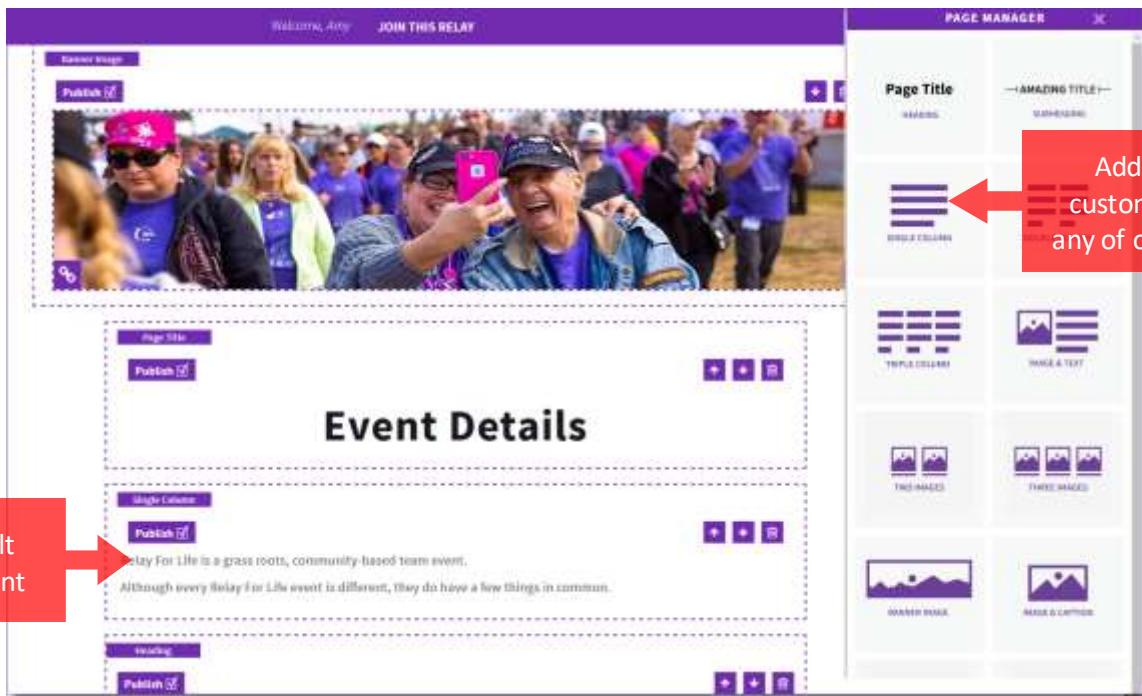 Welcome, Amy JOIN THIS RELAY
PAGE MANAGER
Banner Image
Publish
Page Title
HEADING
AMAZING TITLE
SUBHEADING
Add
custom
any of c
SINGLE COLUMN
Page Title
Publish
Event Details
TRIPLE COLUMN
IMAGE & TEXT
TWO IMAGES
THREE IMAGES
Single Column
Publish
lt
nt
Relay For Life is a grass roots, community-based team event.
Although every Relay For Life event is different, they do have a few things in common.
BANNER IMAGE
IMAGE & CAPTION
Heading
Publish